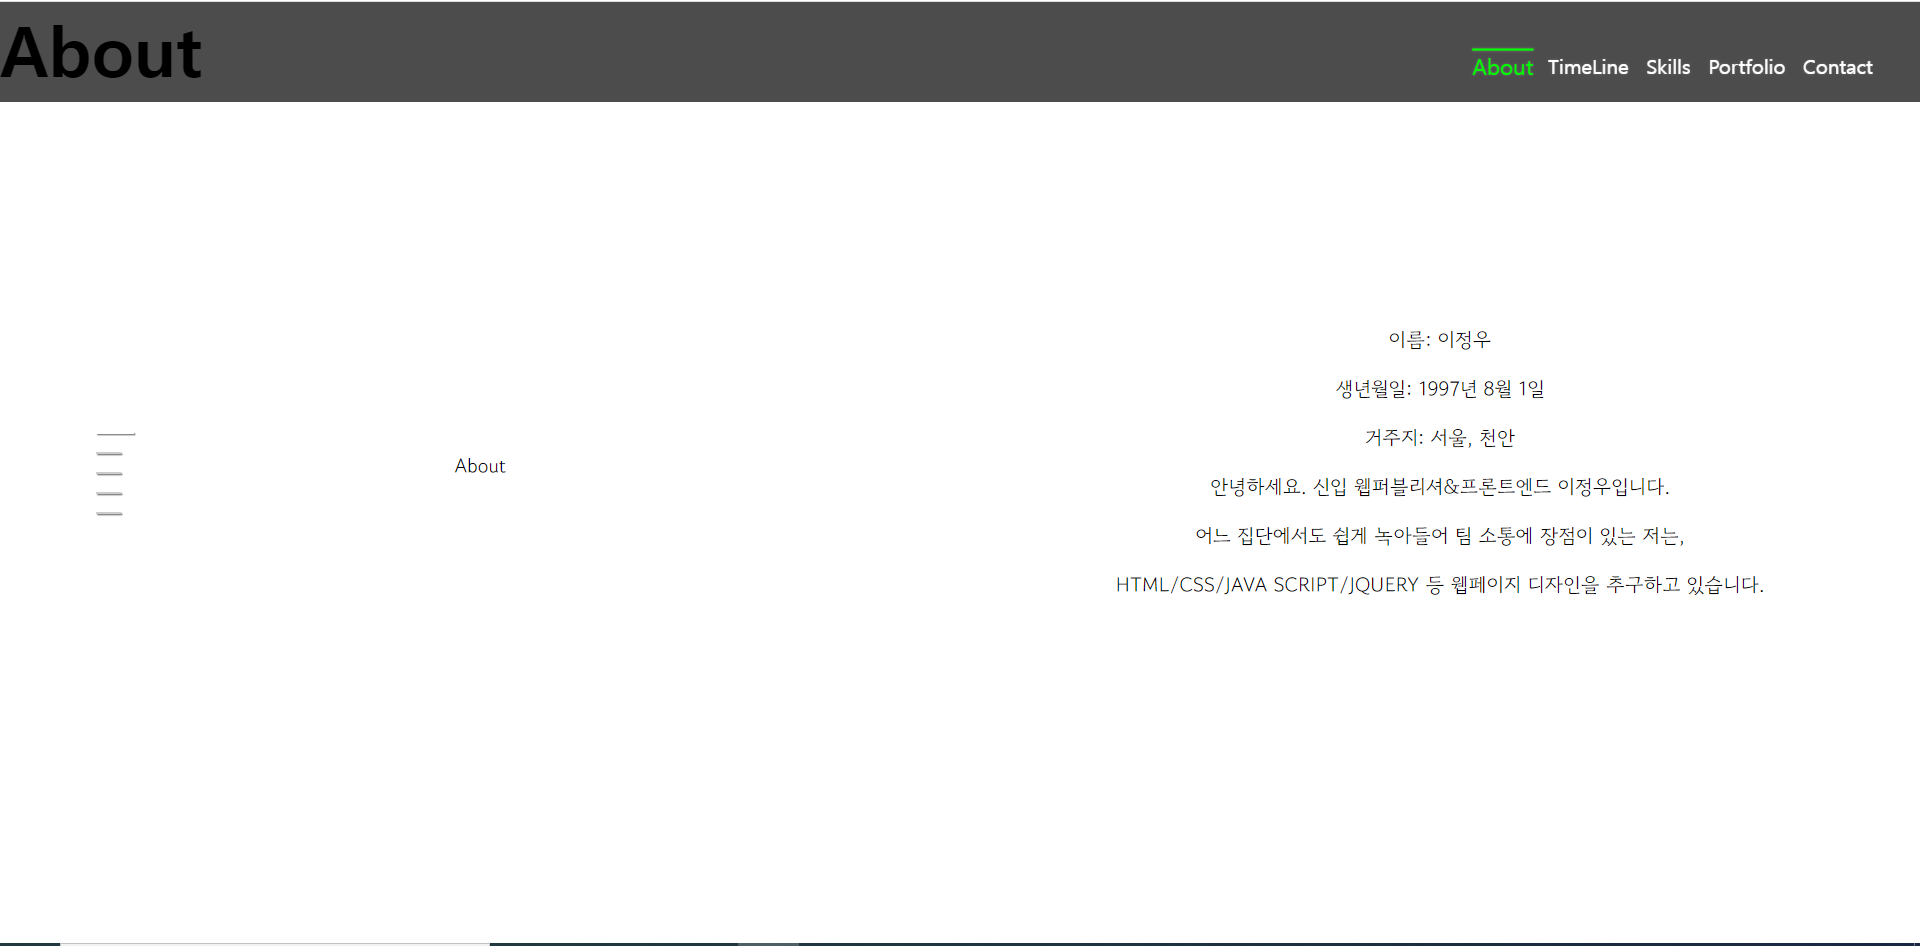 About
About TimeLine Skills Portfolio Contact
About
이름: 이정우
생년월일: 1997년 8월 1일
거주지: 서울, 천안
안녕하세요. 신입 웹퍼블리셔&프론트엔드 이정우입니다.
어느 집단에서도 쉽게 녹아들어 팀 소통에 장점이 있는 저는,
HTML/CSS/JAVA SCRIPT/JQUERY 등 웹페이지 디자인을 추구하고 있습니다.